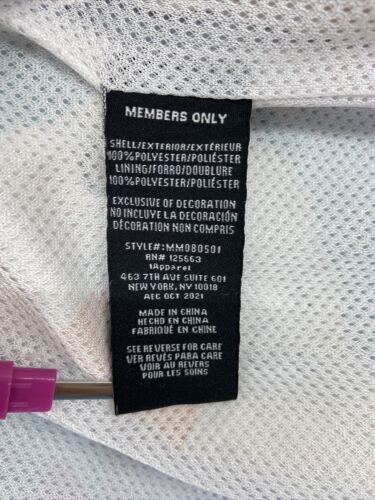 MEMBERS ONLY
SHELL/EXTERIOR/EXTÉRIEUR
100%POLYESTER/POLIÉSTER
LINING/FORRO/DOUBLURE
100%POLYESTER/POLIÉSTER
EXCLUSIVE OF DECORATION
NO INCLUYE LA DECORACIÓN
DÉCORATION NON COMPRIS
STYLE#:MM080501
RN# 125663
IApparel
463 7TH AVE SUITE 601
NEW YORK, NY 10018
AEC OCT 2021
MADE IN CHINA
HECHO EN CHINA
FABRIQUÉ EN CHINE
SEE REVERSE FOR CARE
VER REVÉS PARA CARE
VOIR AU REVERS
POUR LES SOINS